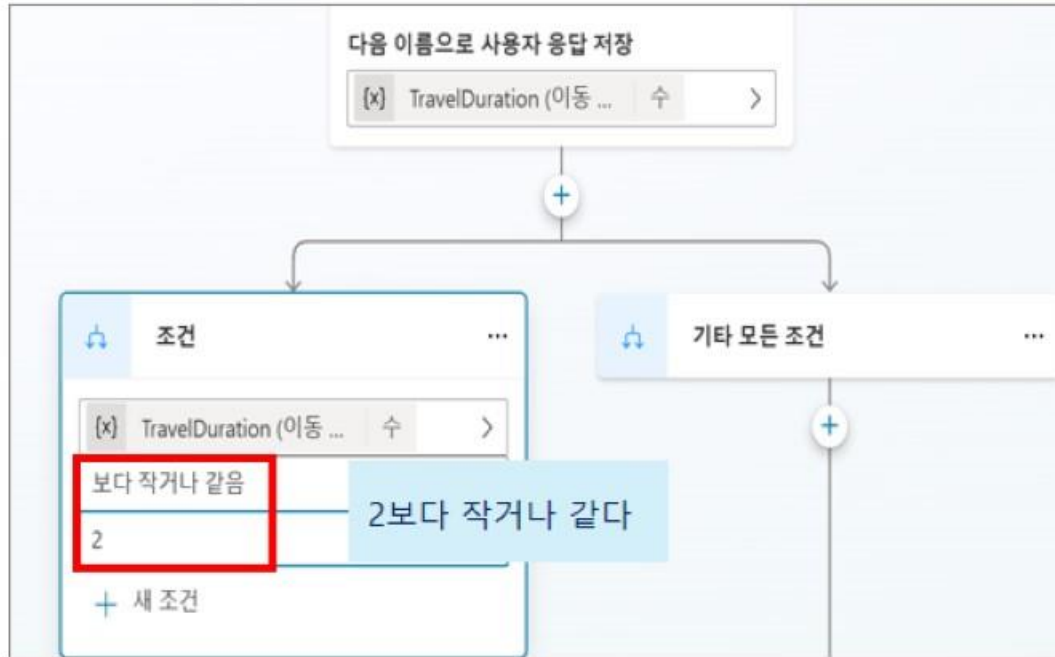 다음 이름으로 사용자 응답 저장
{x} TravelDuration (이동 ... 수
조건 ...
기타 모든 조건 ...
{x} TravelDuration (이동 ... 수
보다 작거나 같음
2보다 작거나 같다
2
새 조건